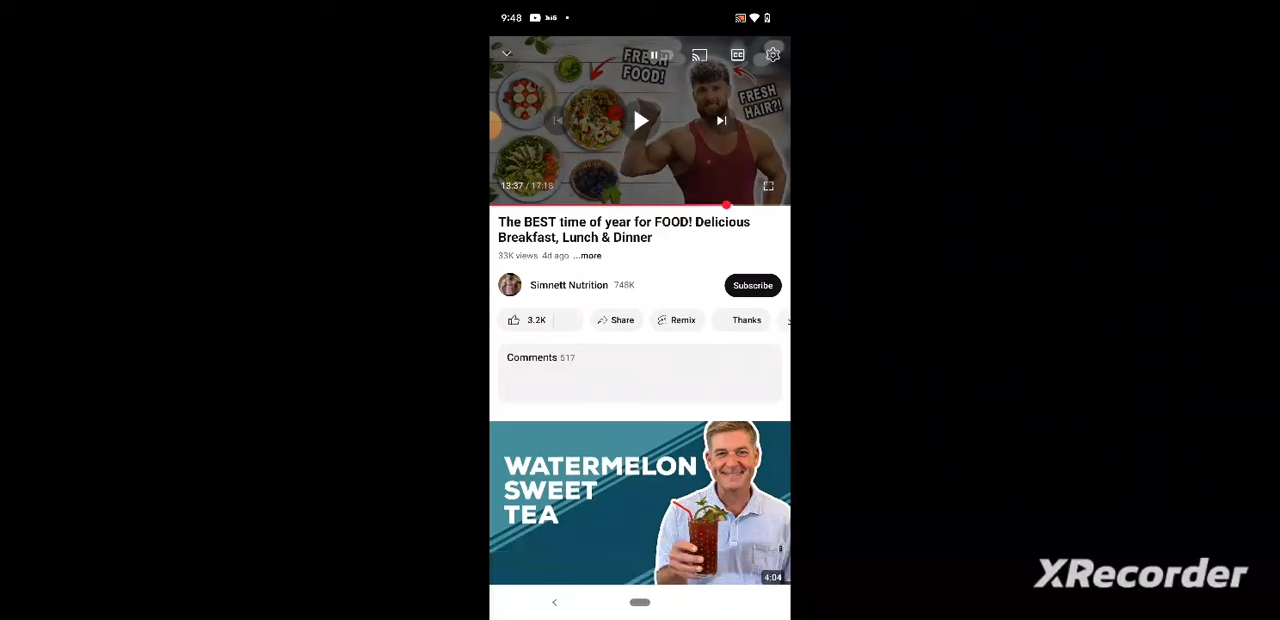 9:48
FRESH
FOOD!
FRESH
HAIR?!
13:37 / 17:18
The BEST time of year for FOOD! Delicious
Breakfast, Lunch & Dinner
33K views 4d ago ...more
Simnett Nutrition 748K
Subscribe
3.2K Share Remix Thanks
Comments 517
WATERMELON
SWEET
TEA
4:04
XRecorder